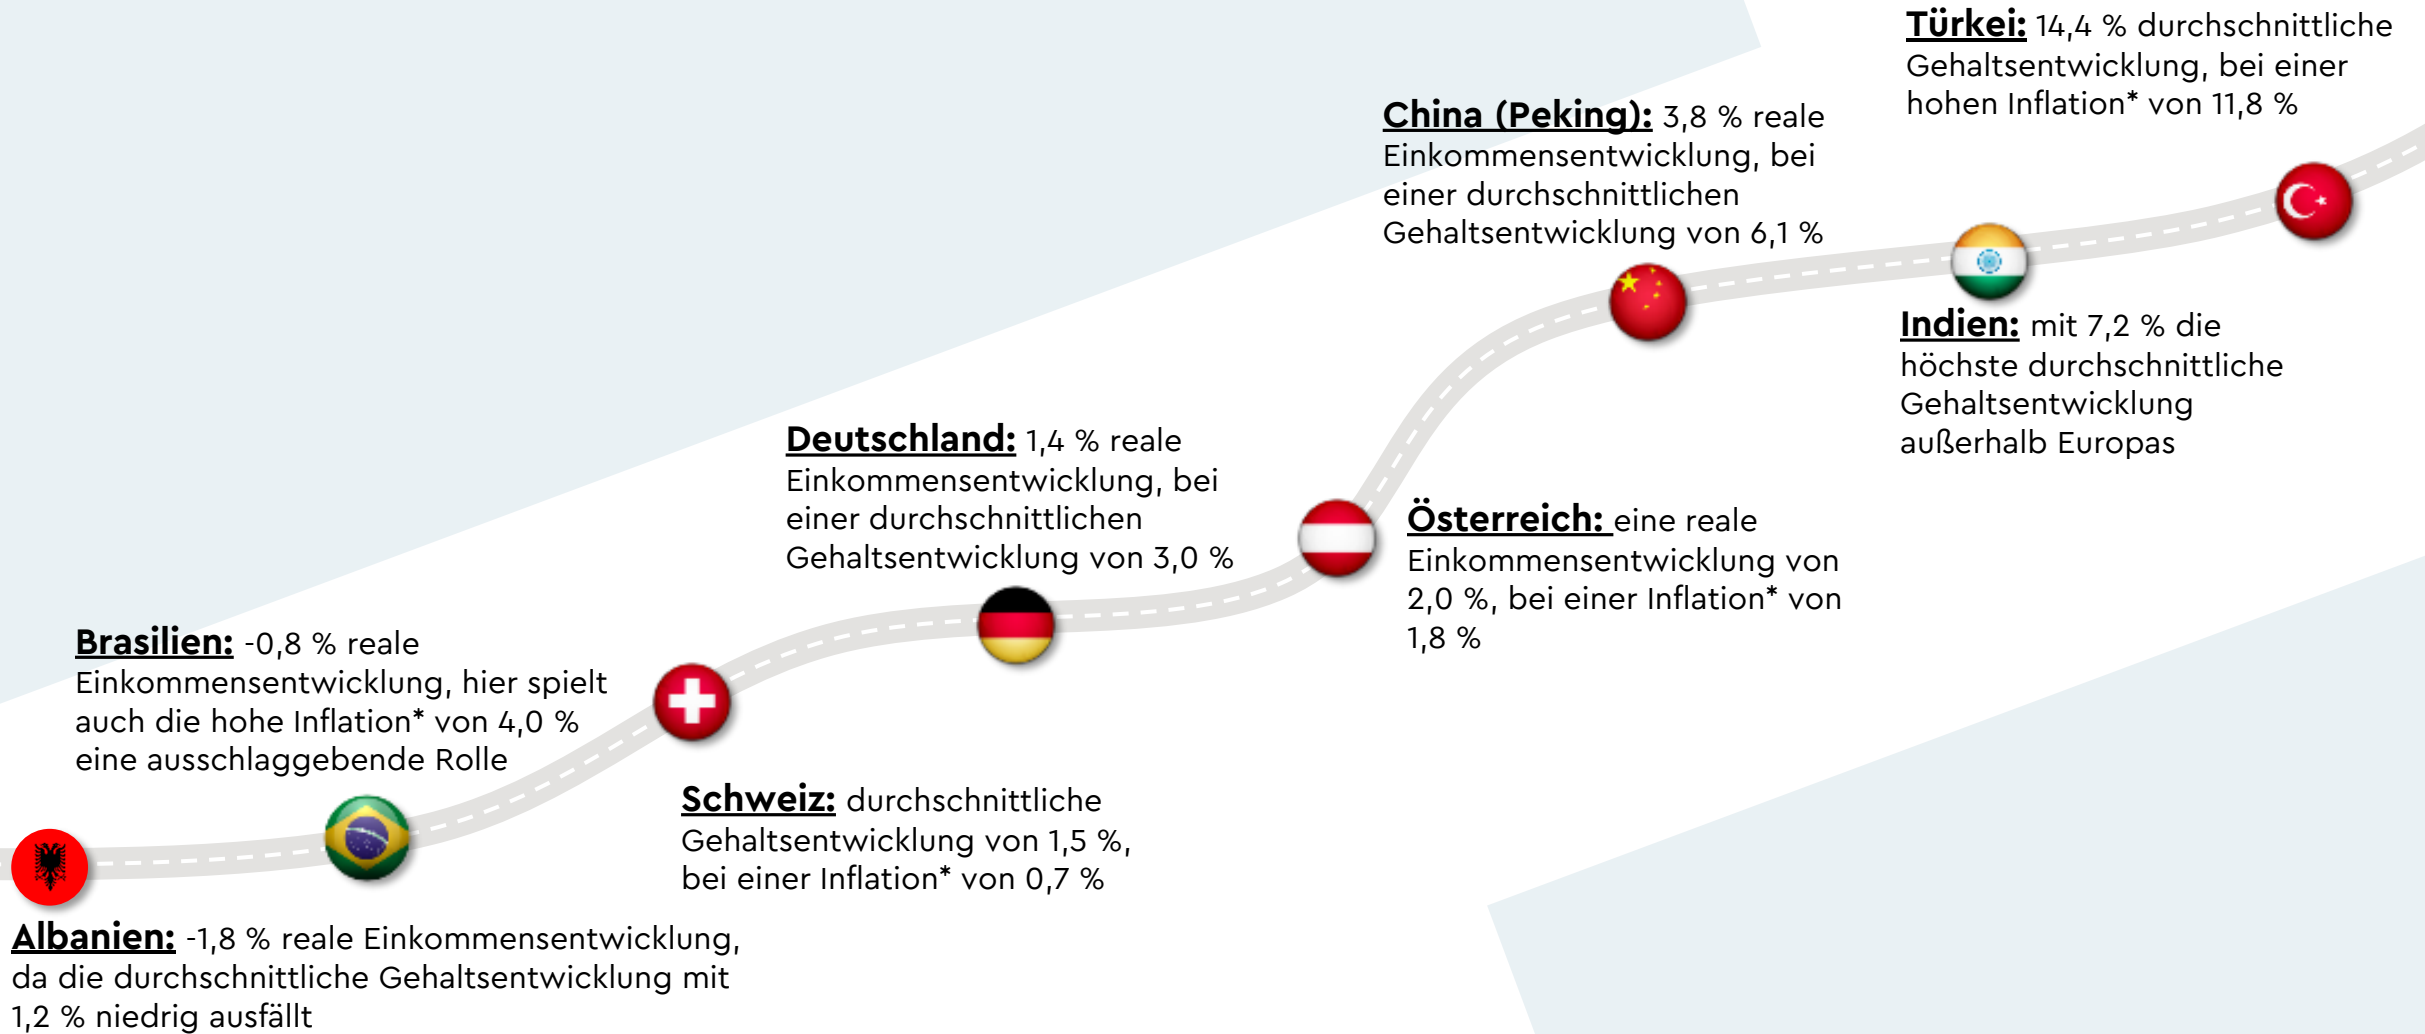 Türkei: 14,4 % durchschnittliche
Gehaltsentwicklung, bei einer
hohen Inflation* von 11,8 %
China (Peking): 3,8 % reale
Einkommensentwicklung, bei
einer durchschnittlichen
Gehaltsentwicklung von 6,1 %
Indien: mit 7,2 % die
höchste durchschnittliche
Gehaltsentwicklung
außerhalb Europas
Deutschland: 1,4 % reale
Einkommensentwicklung, bei
einer durchschnittlichen
Gehaltsentwicklung von 3,0 %
Österreich: eine reale
Einkommensentwicklung von
2,0 %, bei einer Inflation* von
1,8 %
Brasilien: -0,8 % reale
Einkommensentwicklung, hier spielt
auch die hohe Inflation* von 4,0 %
eine ausschlaggebende Rolle
Schweiz: durchschnittliche
Gehaltsentwicklung von 1,5 %,
bei einer Inflation* von 0,7 %
Albanien: -1,8 % reale Einkommensentwicklung,
da die durchschnittliche Gehaltsentwicklung mit
1,2 % niedrig ausfällt